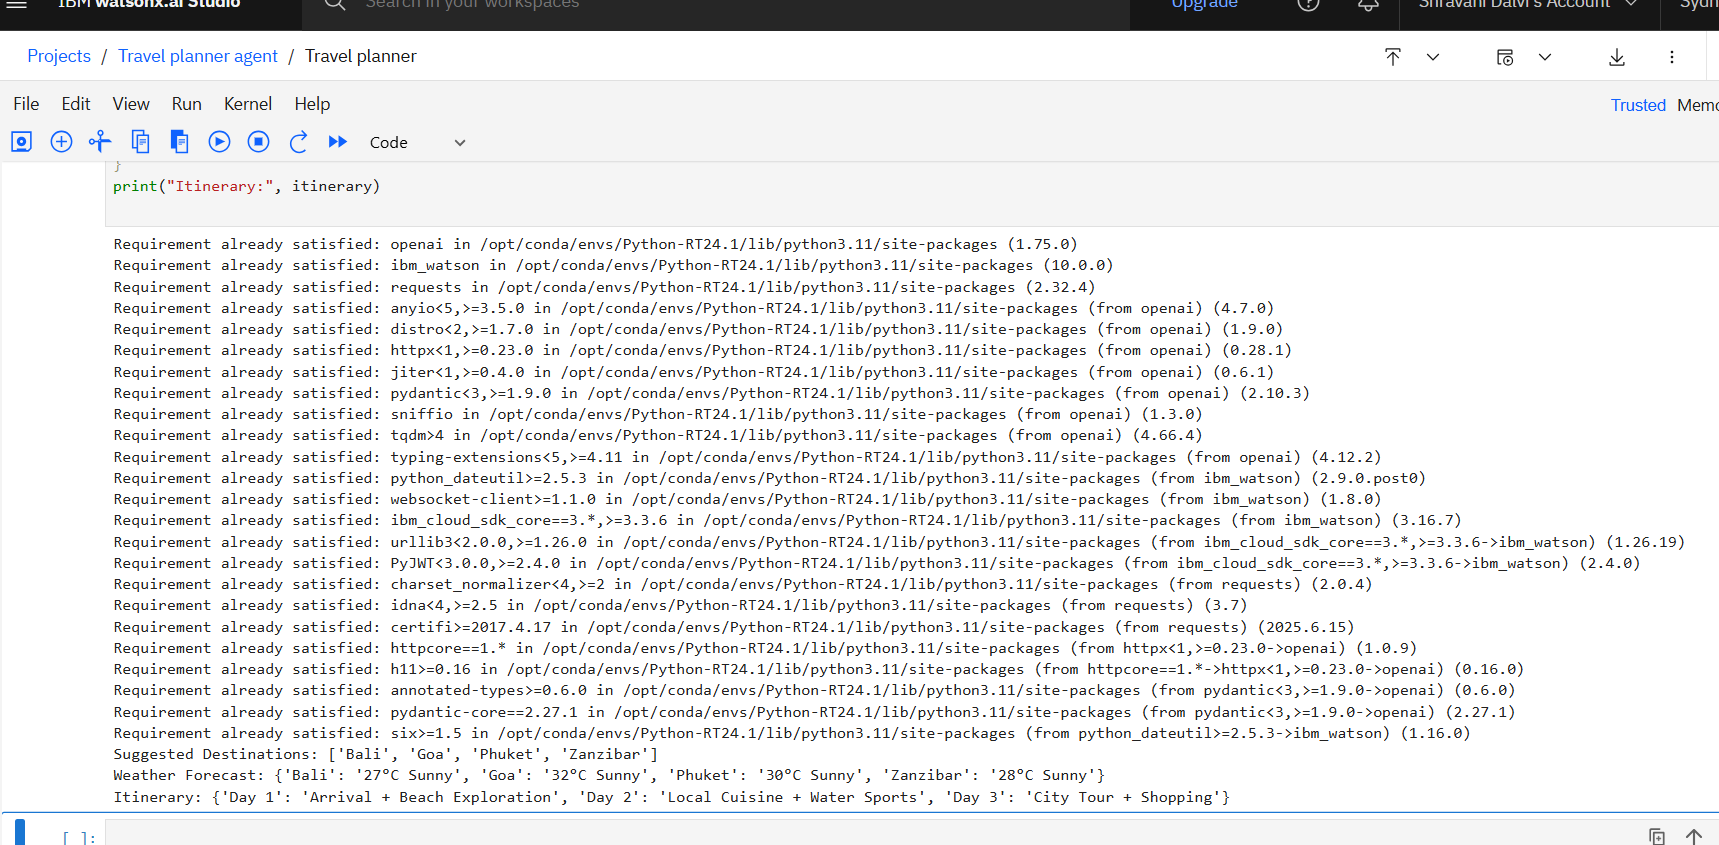 IBM watsonx.ai Studio
Search in your workspaces
Upgrade
Shravani Dalvi's Account
Projects / Travel planner agent / Travel planner
File Edit View Run Kernel Help
Trusted
Code
}
print("Itinerary:", itinerary)
Requirement already satisfied: openai in /opt/conda/envs/Python-RT24.1/lib/python3.11/site-packages (1.75.0)
Requirement already satisfied: ibm_watson in /opt/conda/envs/Python-RT24.1/lib/python3.11/site-packages (10.0.0)
Requirement already satisfied: requests in /opt/conda/envs/Python-RT24.1/lib/python3.11/site-packages (2.32.4)
Requirement already satisfied: anyio<5,>=3.5.0 in /opt/conda/envs/Python-RT24.1/lib/python3.11/site-packages (from openai) (4.7.0)
Requirement already satisfied: distro<2,>=1.7.0 in /opt/conda/envs/Python-RT24.1/lib/python3.11/site-packages (from openai) (1.9.0)
Requirement already satisfied: httpx<1,>=0.23.0 in /opt/conda/envs/Python-RT24.1/lib/python3.11/site-packages (from openai) (0.28.1)
Requirement already satisfied: jiter<1,>=0.4.0 in /opt/conda/envs/Python-RT24.1/lib/python3.11/site-packages (from openai) (0.6.1)
Requirement already satisfied: pydantic<3,>=1.9.0 in /opt/conda/envs/Python-RT24.1/lib/python3.11/site-packages (from openai) (2.10.3)
Requirement already satisfied: sniffio in /opt/conda/envs/Python-RT24.1/lib/python3.11/site-packages (from openai) (1.3.0)
Requirement already satisfied: tqdm>4 in /opt/conda/envs/Python-RT24.1/lib/python3.11/site-packages (from openai) (4.66.4)
Requirement already satisfied: typing-extensions<5,>=4.11 in /opt/conda/envs/Python-RT24.1/lib/python3.11/site-packages (from openai) (4.12.2)
Requirement already satisfied: python_dateutil>=2.5.3 in /opt/conda/envs/Python-RT24.1/lib/python3.11/site-packages (from ibm_watson) (2.9.0.post0)
Requirement already satisfied: websocket-client>=1.1.0 in /opt/conda/envs/Python-RT24.1/lib/python3.11/site-packages (from ibm_watson) (1.8.0)
Requirement already satisfied: ibm_cloud_sdk_core==3.*,>=3.3.6 in /opt/conda/envs/Python-RT24.1/lib/python3.11/site-packages (from ibm_watson) (3.16.7)
Requirement already satisfied: urllib3<2.0.0,>=1.26.0 in /opt/conda/envs/Python-RT24.1/lib/python3.11/site-packages (from ibm_cloud_sdk_core==3.*,>=3.3.6->ibm_watson) (1.26.19)
Requirement already satisfied: PyJWT<3.0.0,>=2.4.0 in /opt/conda/envs/Python-RT24.1/lib/python3.11/site-packages (from ibm_cloud_sdk_core==3.*,>=3.3.6->ibm_watson) (2.4.0)
Requirement already satisfied: charset_normalizer<4,>=2 in /opt/conda/envs/Python-RT24.1/lib/python3.11/site-packages (from requests) (2.0.4)
Requirement already satisfied: idna<4,>=2.5 in /opt/conda/envs/Python-RT24.1/lib/python3.11/site-packages (from requests) (3.7)
Requirement already satisfied: certifi>=2017.4.17 in /opt/conda/envs/Python-RT24.1/lib/python3.11/site-packages (from requests) (2025.6.15)
Requirement already satisfied: httpcore==1.* in /opt/conda/envs/Python-RT24.1/lib/python3.11/site-packages (from httpx<1,>=0.23.0->openai) (1.0.9)
Requirement already satisfied: h11>=0.16 in /opt/conda/envs/Python-RT24.1/lib/python3.11/site-packages (from httpcore==1.*->httpx<1,>=0.23.0->openai) (0.16.0)
Requirement already satisfied: annotated-types>=0.6.0 in /opt/conda/envs/Python-RT24.1/lib/python3.11/site-packages (from pydantic<3,>=1.9.0->openai) (0.6.0)
Requirement already satisfied: pydantic-core==2.27.1 in /opt/conda/envs/Python-RT24.1/lib/python3.11/site-packages (from pydantic<3,>=1.9.0->openai) (2.27.1)
Requirement already satisfied: six>=1.5 in /opt/conda/envs/Python-RT24.1/lib/python3.11/site-packages (from python_dateutil>=2.5.3->ibm_watson) (1.16.0)
Suggested Destinations: ['Bali', 'Goa', 'Phuket', 'Zanzibar']
Weather Forecast: {'Bali': '27°C Sunny', 'Goa': '32°C Sunny', 'Phuket': '30°C Sunny', 'Zanzibar': '28°C Sunny'}
Itinerary: {'Day 1': 'Arrival + Beach Exploration', 'Day 2': 'Local Cuisine + Water Sports', 'Day 3': 'City Tour + Shopping'}
[ ]: